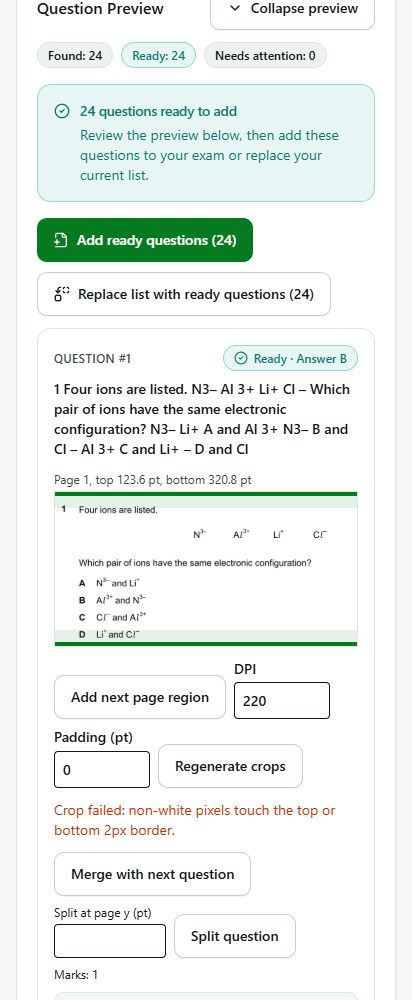 Question Preview
Collapse preview
Found: 24
Ready: 24
Needs attention: 0
24 questions ready to add
Review the preview below, then add these
questions to your exam or replace your
current list.
Add ready questions (24)
Replace list with ready questions (24)
QUESTION #1
Ready · Answer B
1 Four ions are listed. N3– Al 3+ Li+ Cl – Which
pair of ions have the same electronic
configuration? N3– Li+ A and Al 3+ N3– B and
Cl – Al 3+ C and Li+ – D and Cl
Page 1, top 123.6 pt, bottom 320.8 pt
1 Four ions are listed.
N³⁻ Al³⁺ Li⁺ Cl⁻
Which pair of ions have the same electronic configuration?
A N³⁻ and Li⁺
B Al³⁺ and N³⁻
C Cl⁻ and Al³⁺
D Li⁺ and Cl⁻
Add next page region
DPI
220
Padding (pt)
0
Regenerate crops
Crop failed: non-white pixels touch the top or
bottom 2px border.
Merge with next question
Split at page y (pt)
Split question
Marks: 1